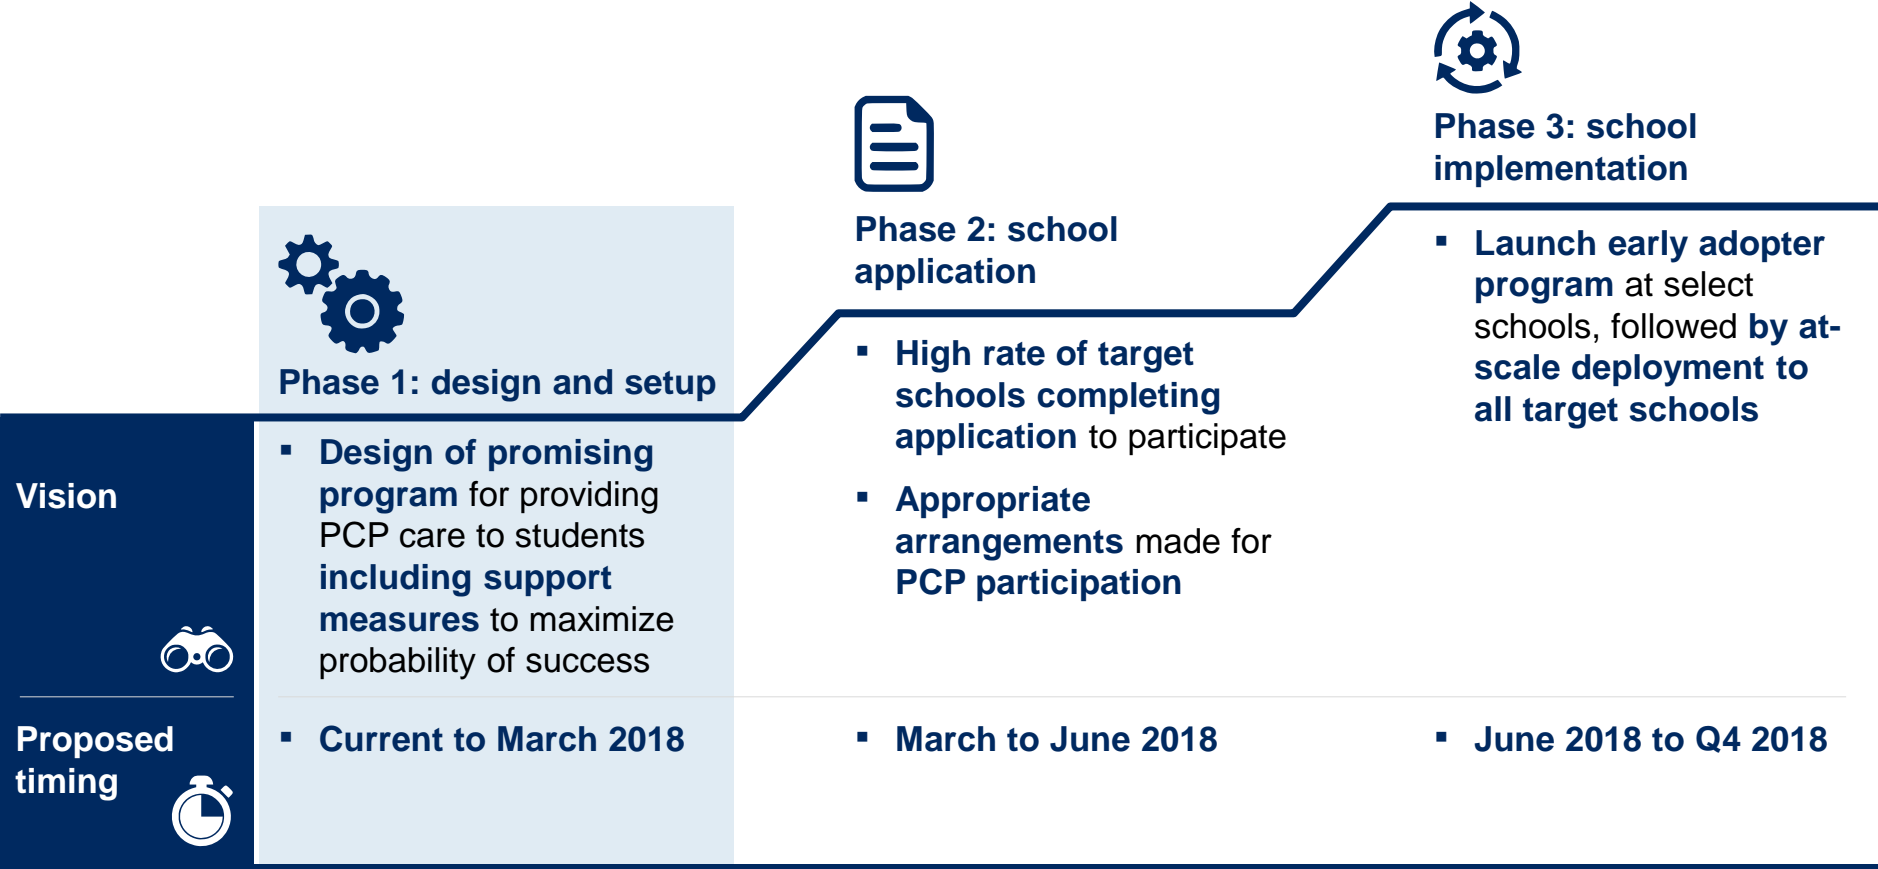 Phase 1: design and setup
Phase 2: school
application
Phase 3: school
implementation
Vision
▪ Design of promising
program for providing
PCP care to students
including support
measures to maximize
probability of success
▪ High rate of target
schools completing
application to participate
▪ Appropriate
arrangements made for
PCP participation
▪ Launch early adopter
program at select
schools, followed by at-
scale deployment to
all target schools
Proposed
timing
▪ Current to March 2018
▪ March to June 2018
▪ June 2018 to Q4 2018